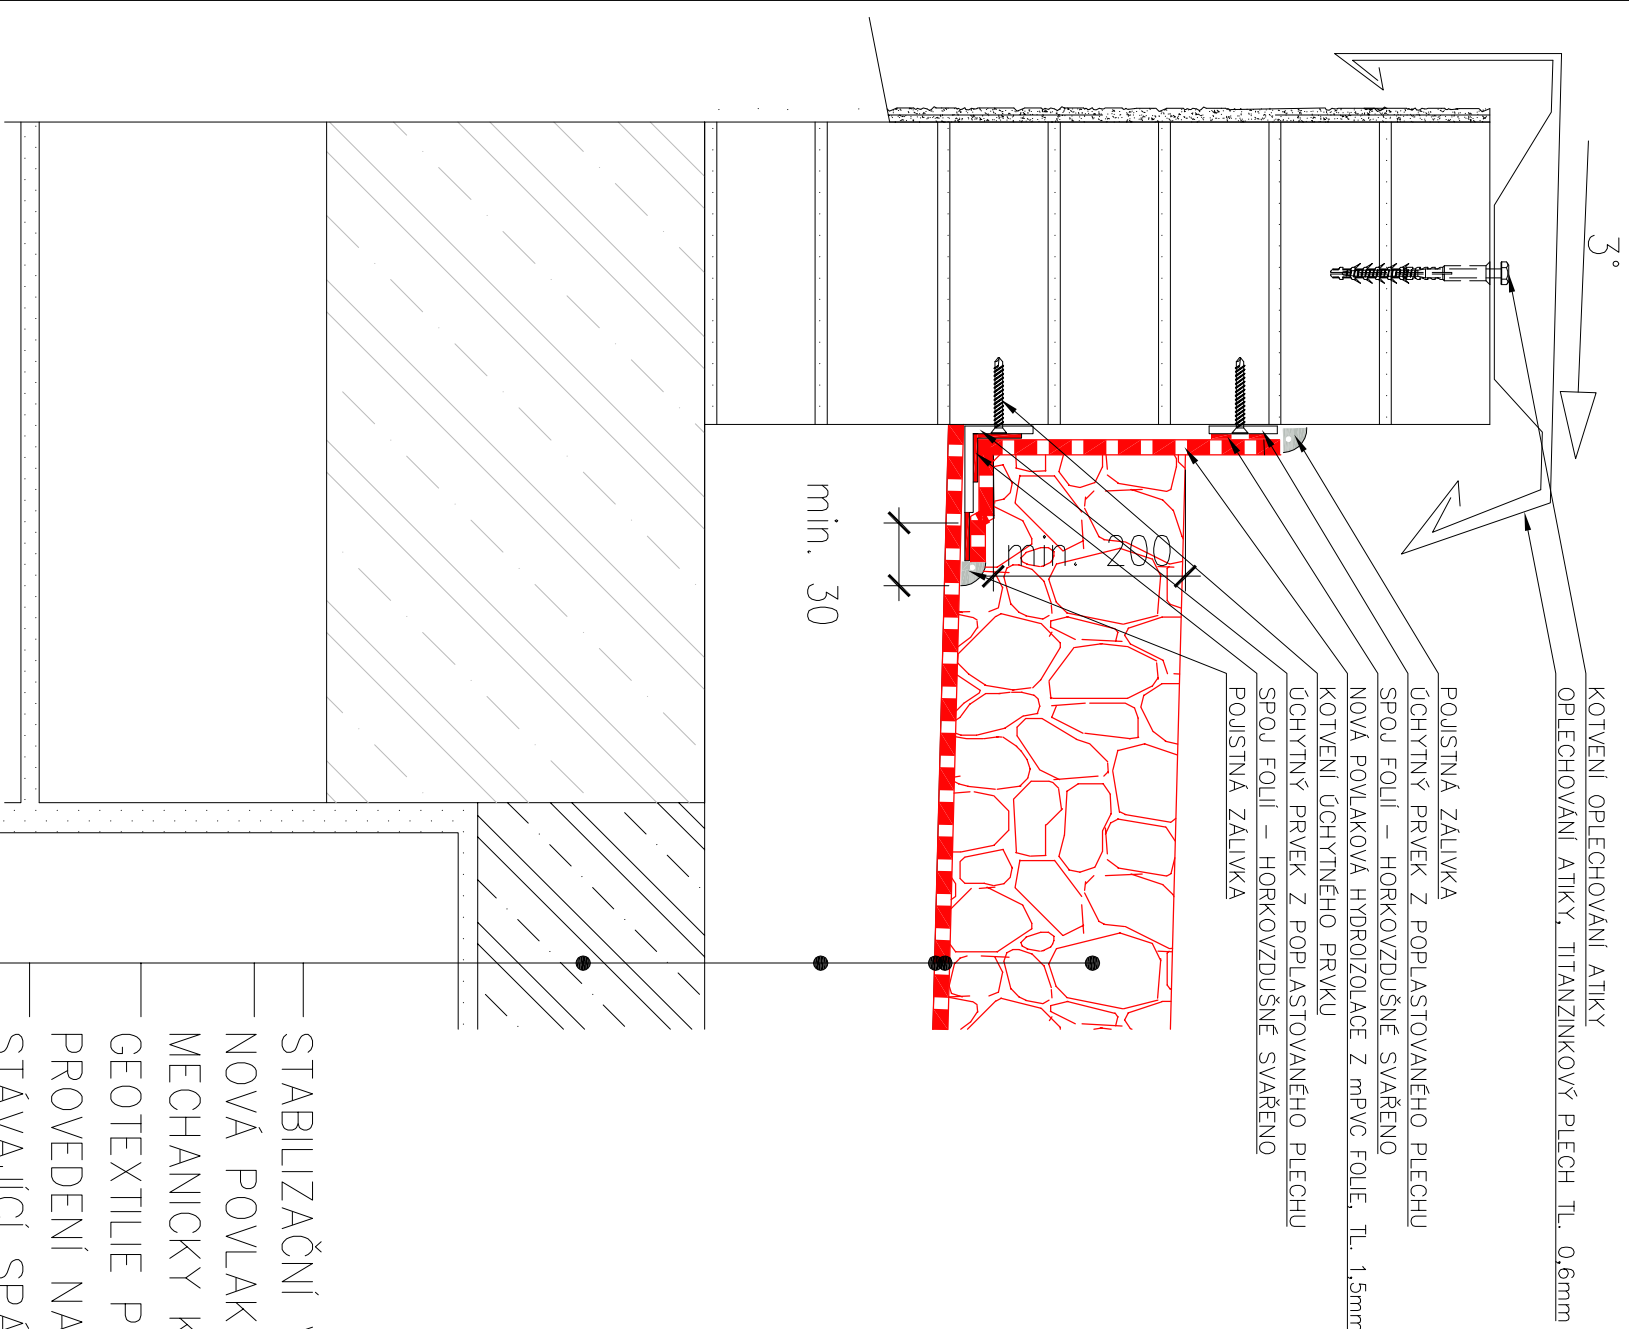 3°
KOTVENÍ OPLECHOVÁNÍ ATIKY
OPLECHOVÁNÍ ATIKY, TITANZINKOVÝ PLECH TL. 0,6mm
POJISTNÁ ZÁLIVKA
ÚCHYTNÝ PRVEK Z POPLASTOVANÉHO PLECHU
SPOJ FOLIÍ – HORKOVZDUŠNĚ SVAŘENO
NOVÁ POVLAKOVÁ HYDROIZOLACE Z mPVC FOLIE, TL. 1,5mm
KOTVENÍ ÚCHYTNÉHO PRVKU
ÚCHYTNÝ PRVEK Z POPLASTOVANÉHO PLECHU
SPOJ FOLIÍ – HORKOVZDUŠNĚ SVAŘENO
POJISTNÁ ZÁLIVKA
min. 200
min. 30
STABILIZAČNÍ
NOVÁ POVLAK
MECHANICKY K
GEOTEXTILIE P
PROVEDENÍ NA
STÁVAJÍCÍ SPÁ